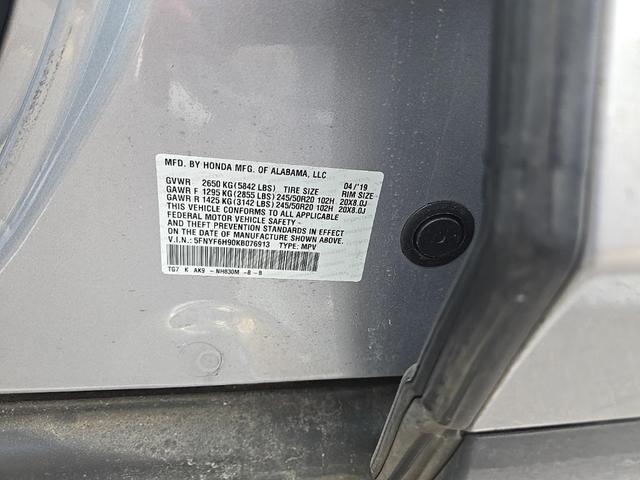 MFD. BY HONDA MFG. OF ALABAMA, LLC
GVWR 2650 KG(5842 LBS) TIRE SIZE 04/'19 RIM SIZE
GAWR F 1295 KG(2855 LBS) 245/50R20 102H 20X8.0J
GAWR R 1425 KG(3142 LBS) 245/50R20 102H 20X8.0J
THIS VEHICLE CONFORMS TO ALL APPLICABLE
FEDERAL MOTOR VEHICLE SAFETY -
AND THEFT PREVENTION STANDARDS IN EFFECT
ON THE DATE OF MANUFACTURE SHOWN ABOVE.
V.I.N.: 5FNYF6H90KB076913 TYPE: MPV
TG7 K AK9 - NH830M -B - B